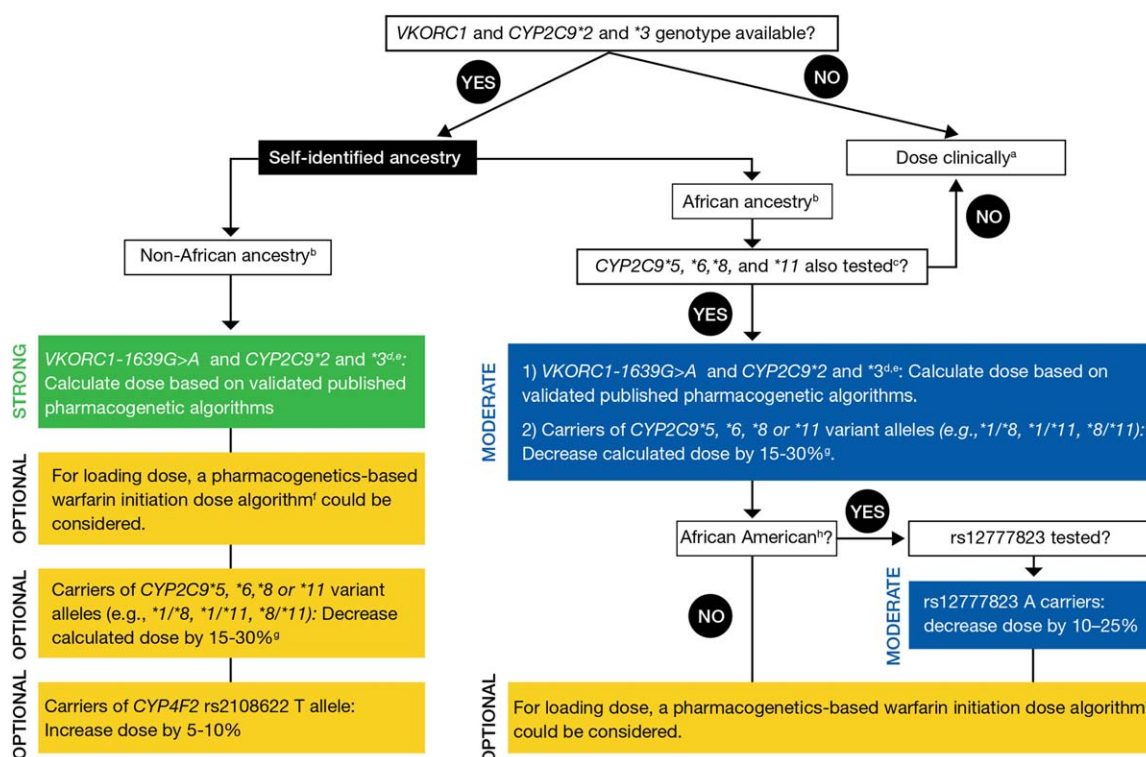 VKORC1 and CYP2C9*2 and *3 genotype available?
YES
NO
Self-identified ancestry
Dose clinicallyᵃ
African ancestryᵇ
NO
Non-African ancestryᵇ
CYP2C9*5, *6,*8, and *11 also testedᶜ?
YES
STRONG
VKORC1-1639G>A and CYP2C9*2 and *3ᵈ,ᵉ:
Calculate dose based on validated published
pharmacogenetic algorithms
MODERATE
1) VKORC1-1639G>A and CYP2C9*2 and *3ᵈ,ᵉ: Calculate dose based on
validated published pharmacogenetic algorithms.
2) Carriers of CYP2C9*5, *6, *8 or *11 variant alleles (e.g.,*1/*8, *1/*11, *8/*11):
Decrease calculated dose by 15-30%ᵍ.
OPTIONAL
For loading dose, a pharmacogenetics-based
warfarin initiation dose algorithmᶠ could be
considered.
African Americanʰ?
YES
rs12777823 tested?
NO
OPTIONAL
Carriers of CYP2C9*5, *6,*8 or *11 variant
alleles (e.g., *1/*8, *1/*11, *8/*11): Decrease
calculated dose by 15-30%ᵍ
MODERATE
rs12777823 A carriers:
decrease dose by 10–25%
OPTIONAL
Carriers of CYP4F2 rs2108622 T allele:
Increase dose by 5-10%
OPTIONAL
For loading dose, a pharmacogenetics-based warfarin initiation dose algorithm
could be considered.